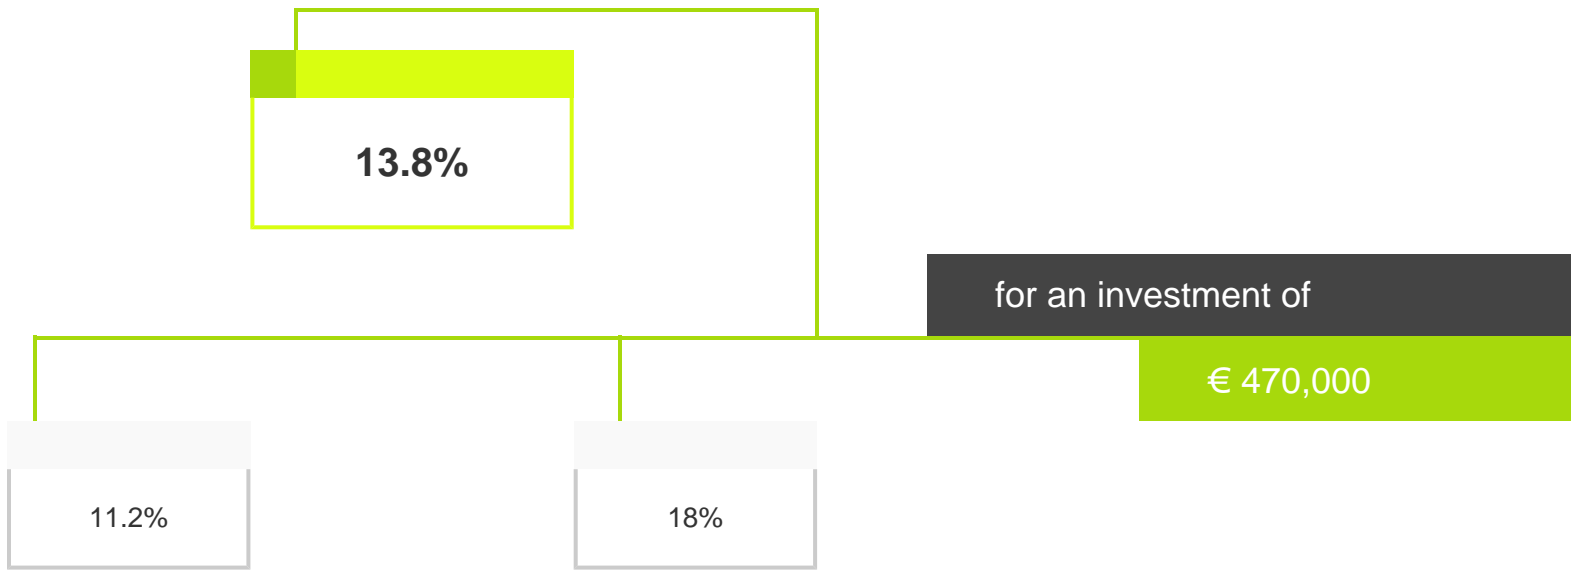 13.8%
for an investment of
€ 470,000
11.2%
18%